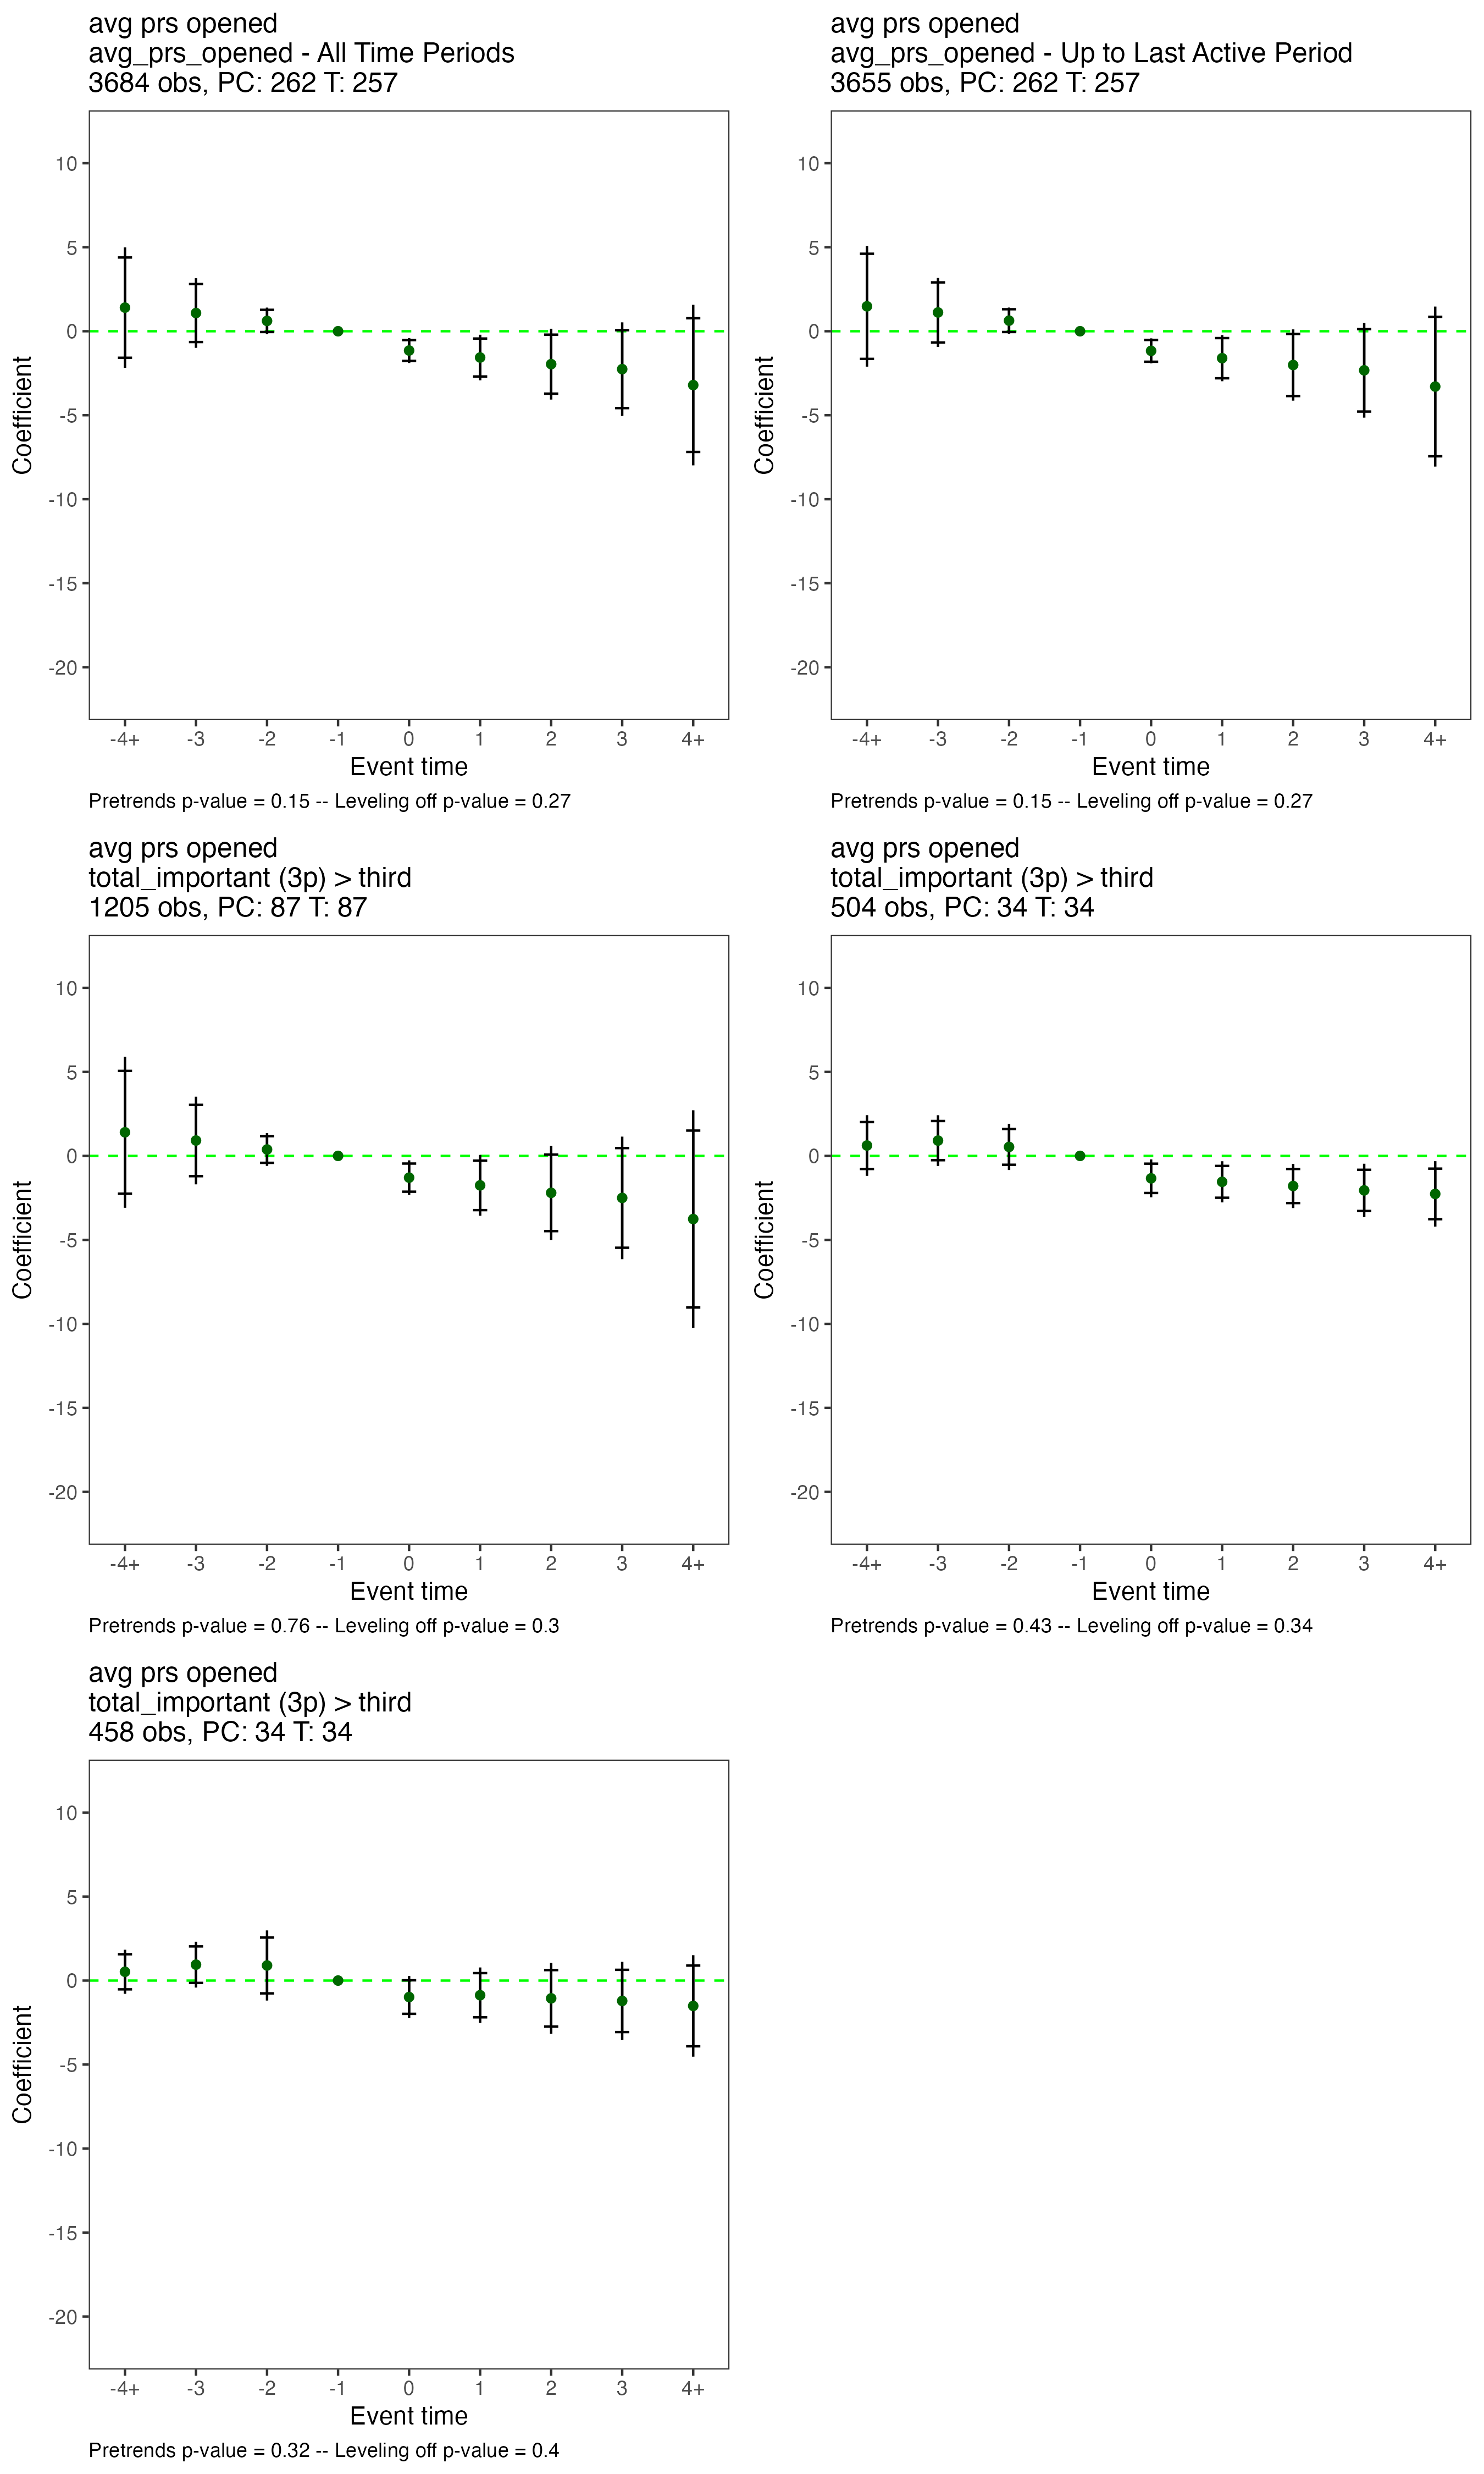 avg prs opened
avg_prs_opened - All Time Periods
3684 obs, PC: 262 T: 257
10
5
0
-5
-10
-15
-20
Coefficient
-4+ -3 -2 -1 0 1 2 3 4+
Event time
Pretrends p-value = 0.15 -- Leveling off p-value = 0.27
avg prs opened
avg_prs_opened - Up to Last Active Period
3655 obs, PC: 262 T: 257
10
5
0
-5
-10
-15
-20
Coefficient
-4+ -3 -2 -1 0 1 2 3 4+
Event time
Pretrends p-value = 0.15 -- Leveling off p-value = 0.27
avg prs opened
total_important (3p) > third
1205 obs, PC: 87 T: 87
10
5
0
-5
-10
-15
-20
Coefficient
-4+ -3 -2 -1 0 1 2 3 4+
Event time
Pretrends p-value = 0.76 -- Leveling off p-value = 0.3
avg prs opened
total_important (3p) > third
504 obs, PC: 34 T: 34
10
5
0
-5
-10
-15
-20
Coefficient
-4+ -3 -2 -1 0 1 2 3 4+
Event time
Pretrends p-value = 0.43 -- Leveling off p-value = 0.34
avg prs opened
total_important (3p) > third
458 obs, PC: 34 T: 34
10
5
0
-5
-10
-15
-20
Coefficient
-4+ -3 -2 -1 0 1 2 3 4+
Event time
Pretrends p-value = 0.32 -- Leveling off p-value = 0.4